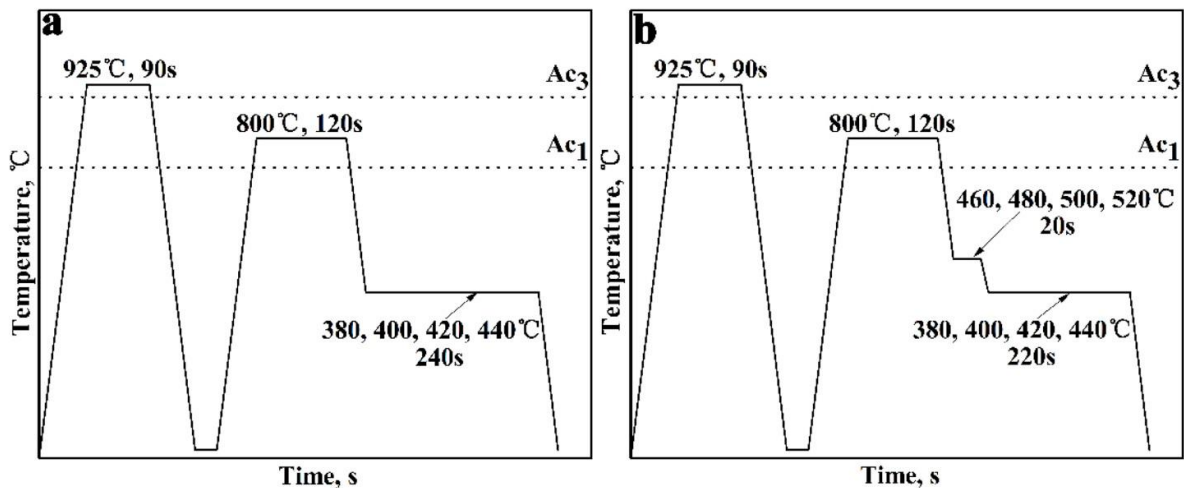 a
925℃, 90s
Ac3
800℃, 120s
Ac1
380, 400, 420, 440℃
240s
Temperature, ℃
Time, s
b
925℃, 90s
Ac3
800℃, 120s
Ac1
460, 480, 500, 520℃
20s
380, 400, 420, 440℃
220s
Temperature, ℃
Time, s